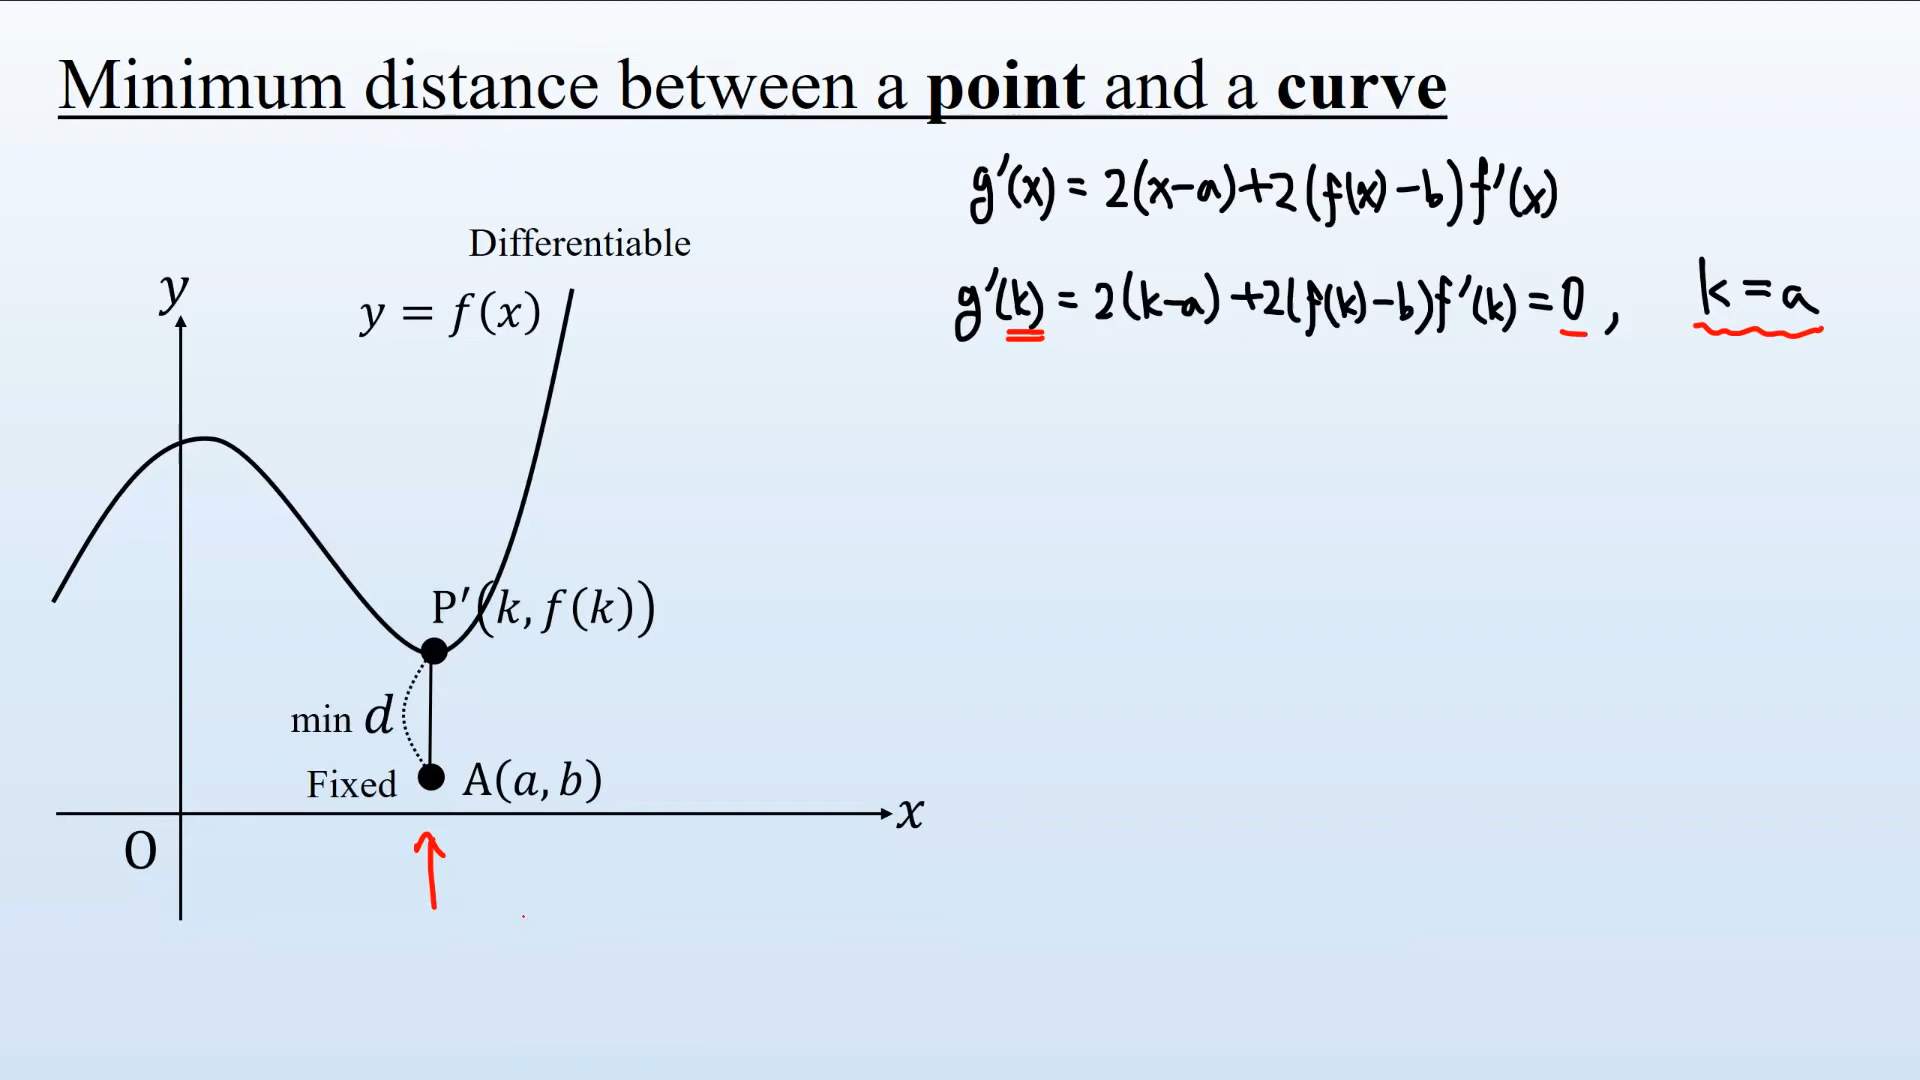 Minimum distance between a point and a curve
g′(x) = 2(x-a)+2(f(x)-b)f′(x)
g′(k) = 2(k-a)+2(f(k)-b)f′(k) = 0, k = a
Differentiable
y = f(x)
y
P′(k, f(k))
min d
Fixed A(a, b)
x
O